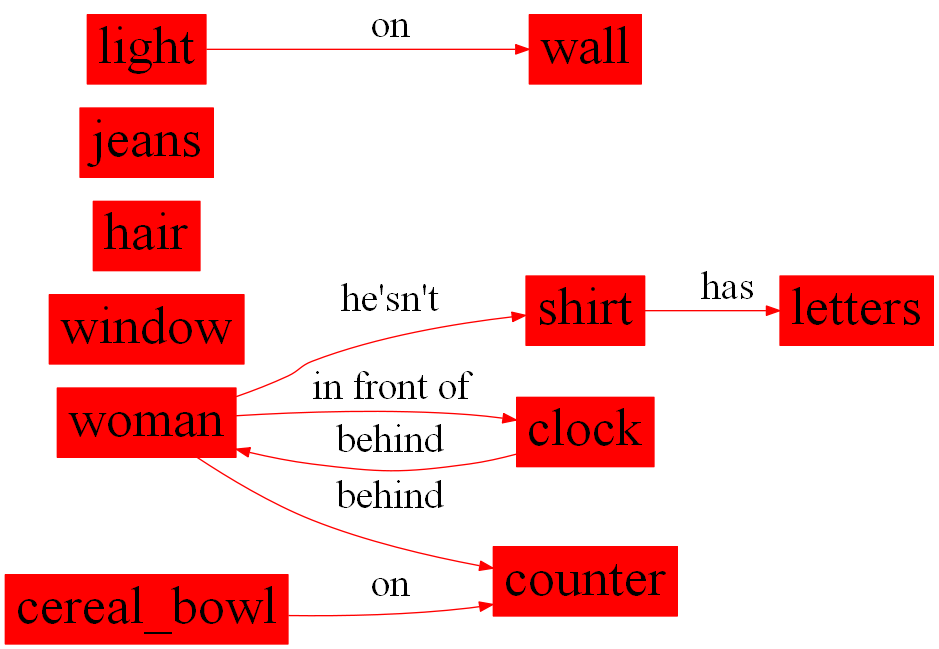 light on wall
jeans
hair
window
he'sn't shirt has letters
woman in front of clock
behind
behind
counter
cereal_bowl on